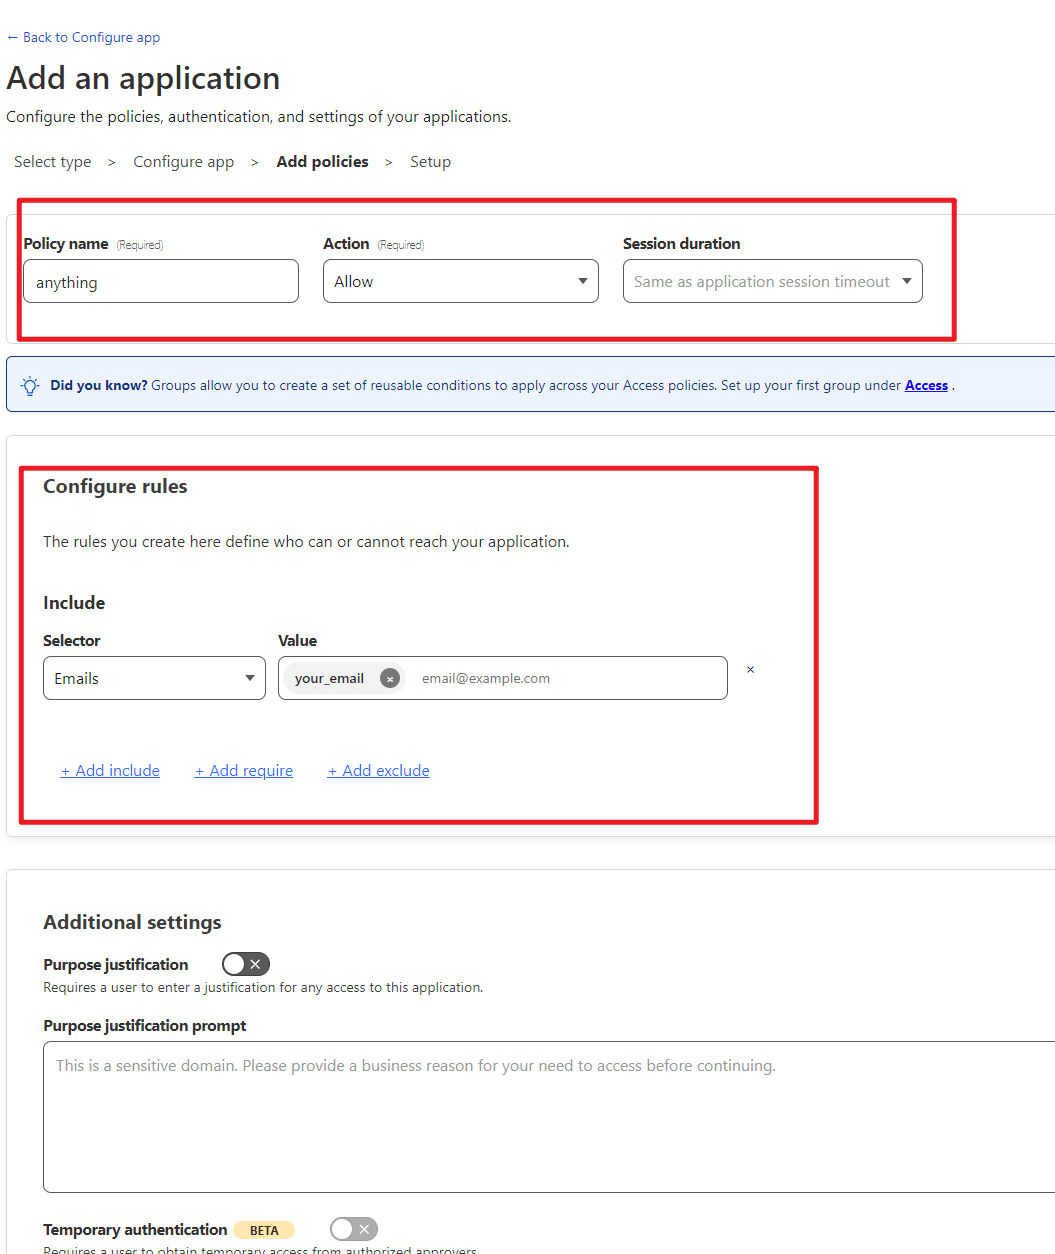 ← Back to Configure app
Add an application
Configure the policies, authentication, and settings of your applications.
Select type > Configure app > Add policies > Setup
Policy name (Required) Action (Required) Session duration
anything Allow Same as application session timeout
Did you know? Groups allow you to create a set of reusable conditions to apply across your Access policies. Set up your first group under Access .
Configure rules
The rules you create here define who can or cannot reach your application.
Include
Selector Value
Emails your_email × email@example.com ×
+ Add include + Add require + Add exclude
Additional settings
Purpose justification
Requires a user to enter a justification for any access to this application.
Purpose justification prompt
This is a sensitive domain. Please provide a business reason for your need to access before continuing.
Temporary authentication BETA
Requires a user to obtain temporary access from authorized approvers